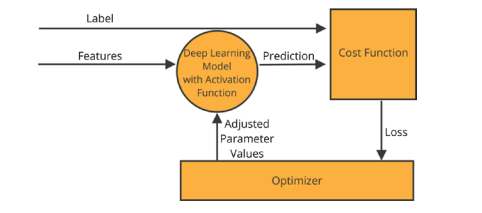 Label
Features
Deep Learning
Model
with Activation
Function
Prediction
Cost Function
Adjusted
Parameter
Values
Loss
Optimizer